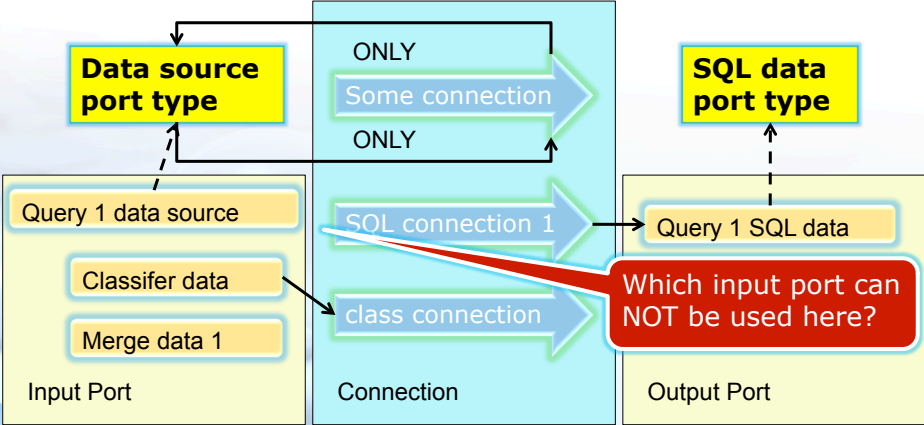 Data source
port type
ONLY
Some connection
ONLY
SQL data
port type
Query 1 data source
Classifer data
Merge data 1
Input Port
SQL connection 1
class connection
Connection
Query 1 SQL data
Which input port can
NOT be used here?
Output Port